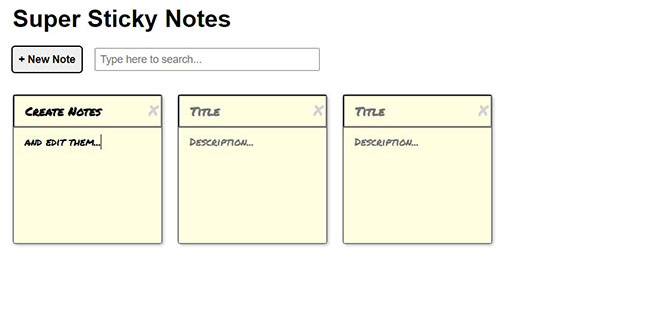 Super Sticky Notes
+ New Note Type here to search...
Create Notes X Title X Title X
and edit them... Description... Description...